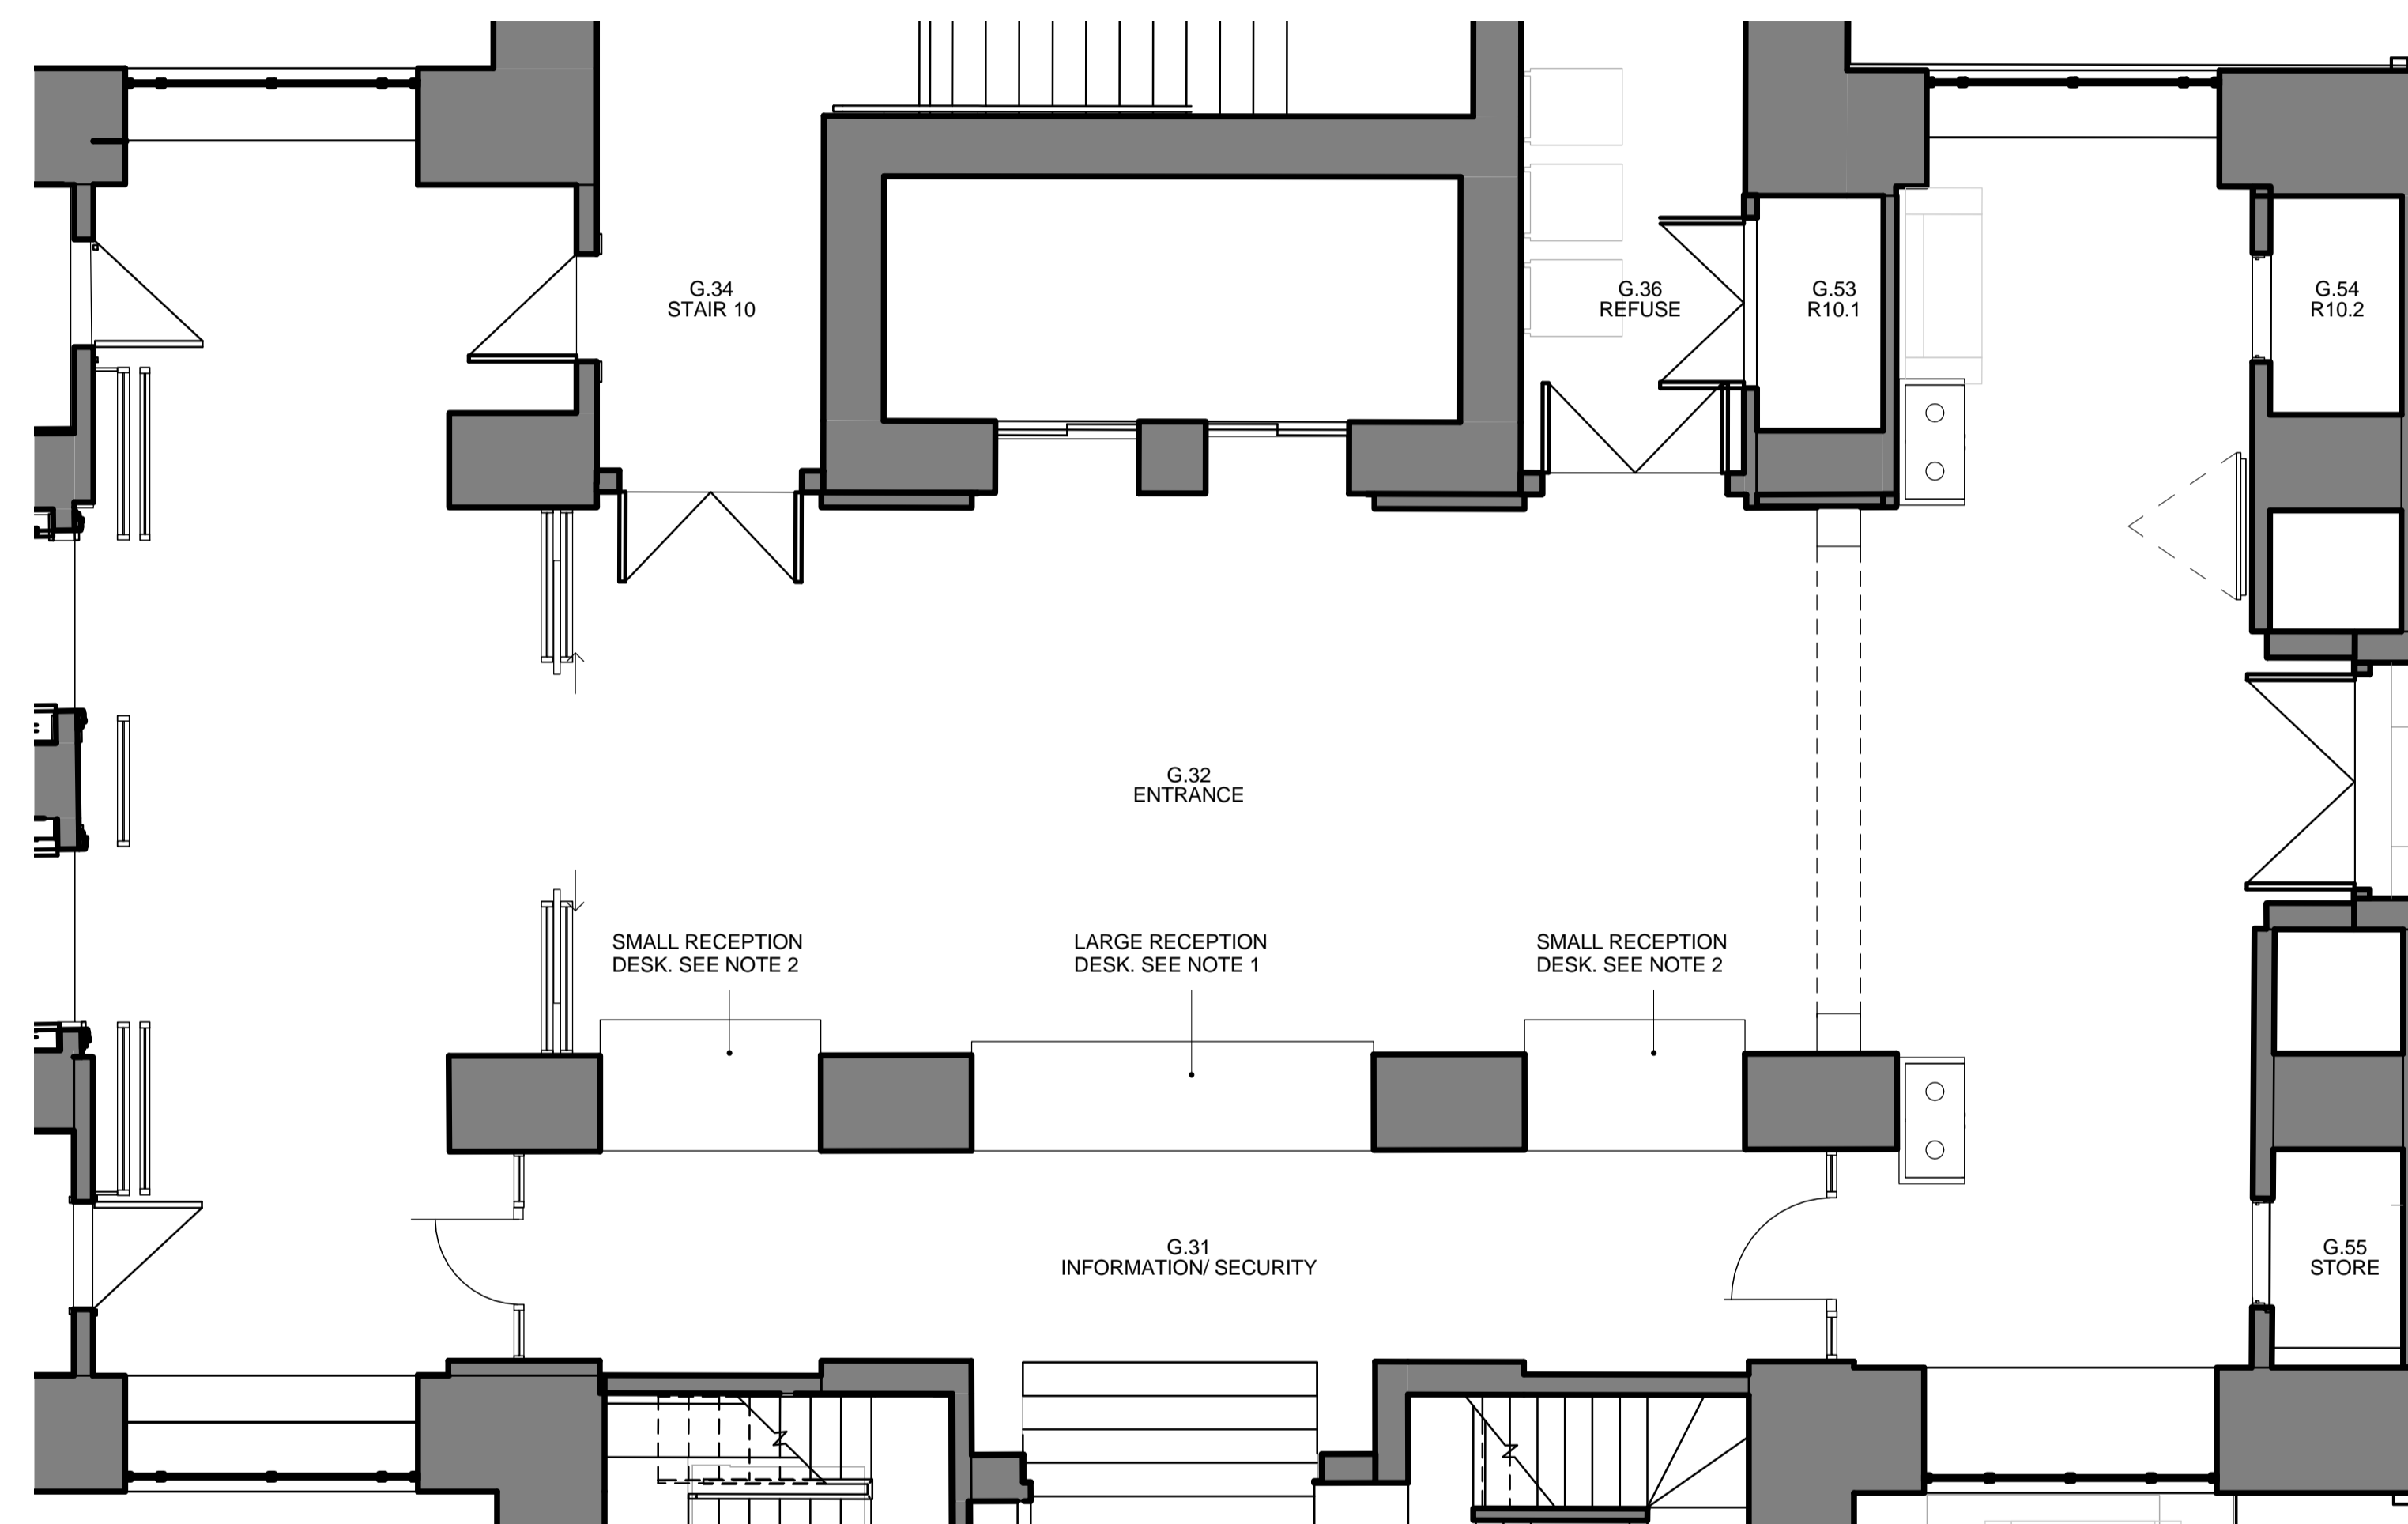 G.34
STAIR 10
G.36
REFUSE
G.53
R10.1
G.54
R10.2
G.32
ENTRANCE
SMALL RECEPTION
DESK. SEE NOTE 2
LARGE RECEPTION
DESK. SEE NOTE 1
SMALL RECEPTION
DESK. SEE NOTE 2
G.31
INFORMATION/ SECURITY
G.55
STORE